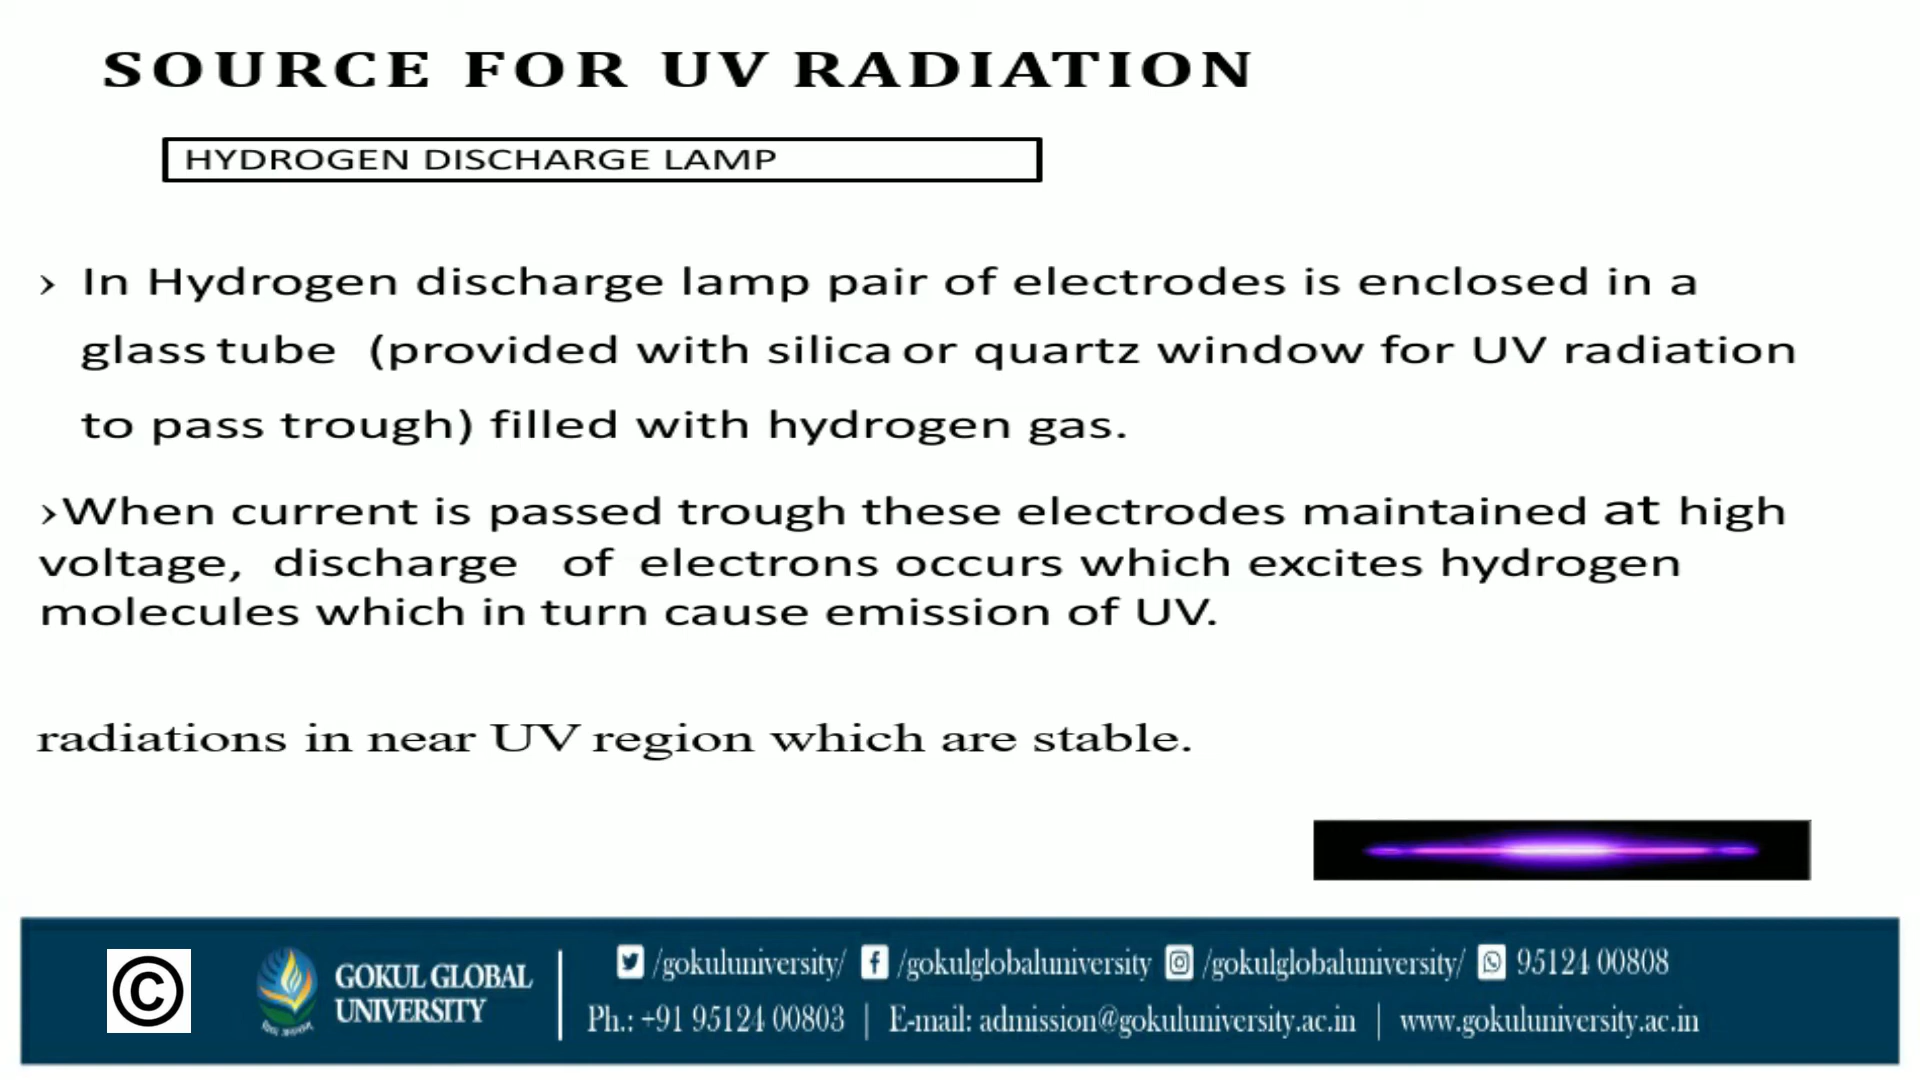 SOURCE FOR UV RADIATION
HYDROGEN DISCHARGE LAMP
› In Hydrogen discharge lamp pair of electrodes is enclosed in a
glass tube (provided with silica or quartz window for UV radiation
to pass trough) filled with hydrogen gas.
›When current is passed trough these electrodes maintained at high
voltage, discharge of electrons occurs which excites hydrogen
molecules which in turn cause emission of UV.
radiations in near UV region which are stable.
©
GOKUL GLOBAL
UNIVERSITY
/gokuluniversity/ /gokulglobaluniversity /gokulglobaluniversity/ 95124 00808
Ph.: +91 95124 00803 | E-mail: admission@gokuluniversity.ac.in | www.gokuluniversity.ac.in